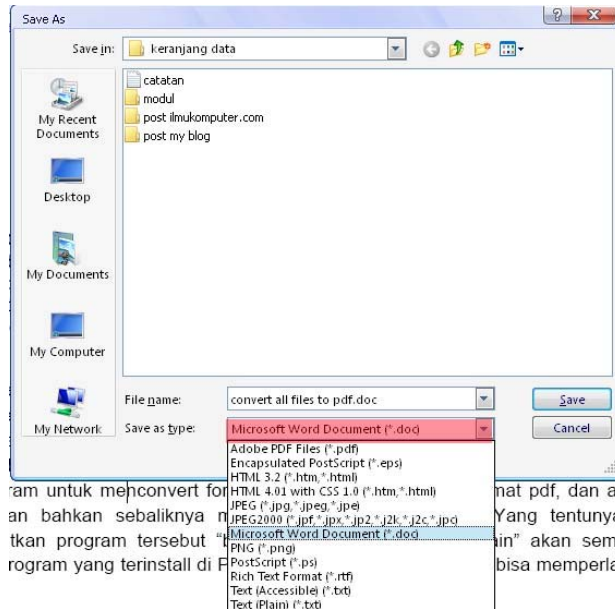 Save As
Save in:
keranjang data
catatan
modul
post ilmukomputer.com
post my blog
My Recent
Documents
Desktop
My Documents
My Computer
My Network
File name:
convert all files to pdf.doc
Save
Save as type:
Microsoft Word Document (*.doc)
Cancel
Adobe PDF Files (*.pdf)
Encapsulated PostScript (*.eps)
HTML 3.2 (*.htm,*.html)
HTML 4.01 with CSS 1.0 (*.htm,*.html)
JPEG (*.jpg,*.jpeg,*.jpe)
JPEG2000 (*.jpf,*.jpx,*.jp2,*.j2k,*.j2c,*.jpc)
Microsoft Word Document (*.doc)
PNG (*.png)
PostScript (*.ps)
Rich Text Format (*.rtf)
Text (Accessible) (*.txt)
Text (Plain) (*.txt)
ram untuk menconvert for mat pdf, dan a
an bahkan sebaliknya m Yang tentunya
tkan program tersebut ain" akan sem
rogram yang terinstall di P bisa memperla